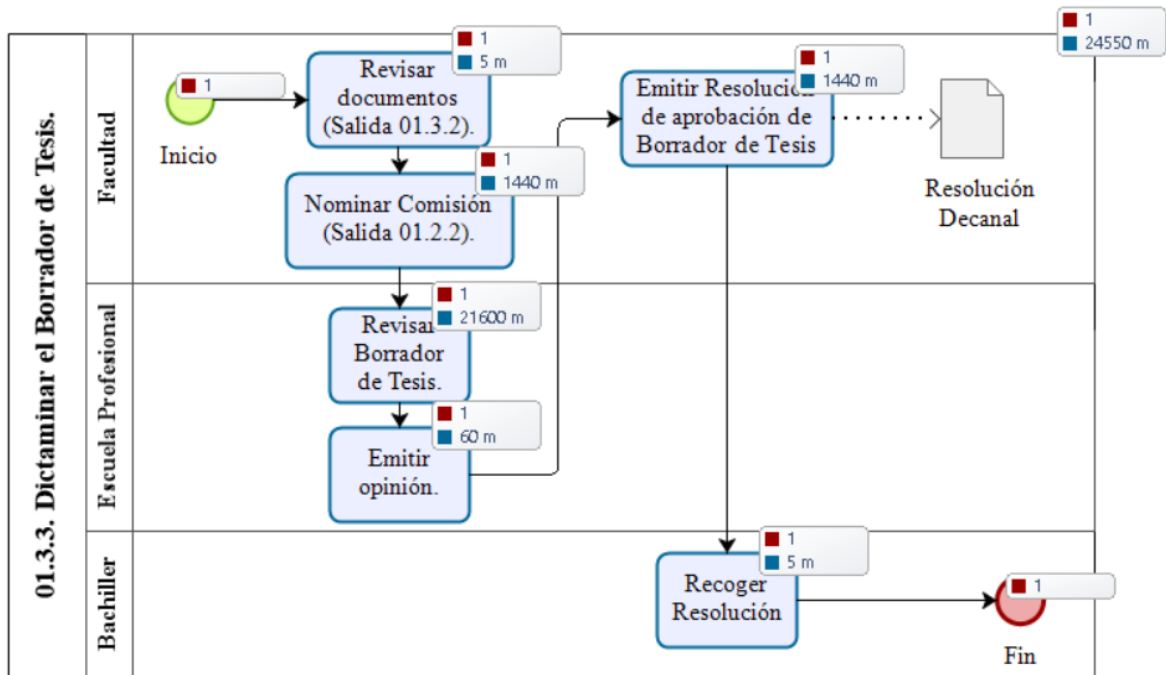 01.3.3. Dictaminar el Borrador de Tesis.
Facultad
1
24550 m
1
Inicio
1
5 m
Revisar
documentos
(Salida 01.3.2).
1
1440 m
Nominar Comisión
(Salida 01.2.2).
1
1440 m
Emitir Resolución
de aprobación de
Borrador de Tesis
Resolución
Decanal
Escuela Profesional
1
21600 m
Revisar
Borrador
de Tesis.
1
60 m
Emitir
opinión.
Bachiller
1
5 m
Recoger
Resolución
1
Fin